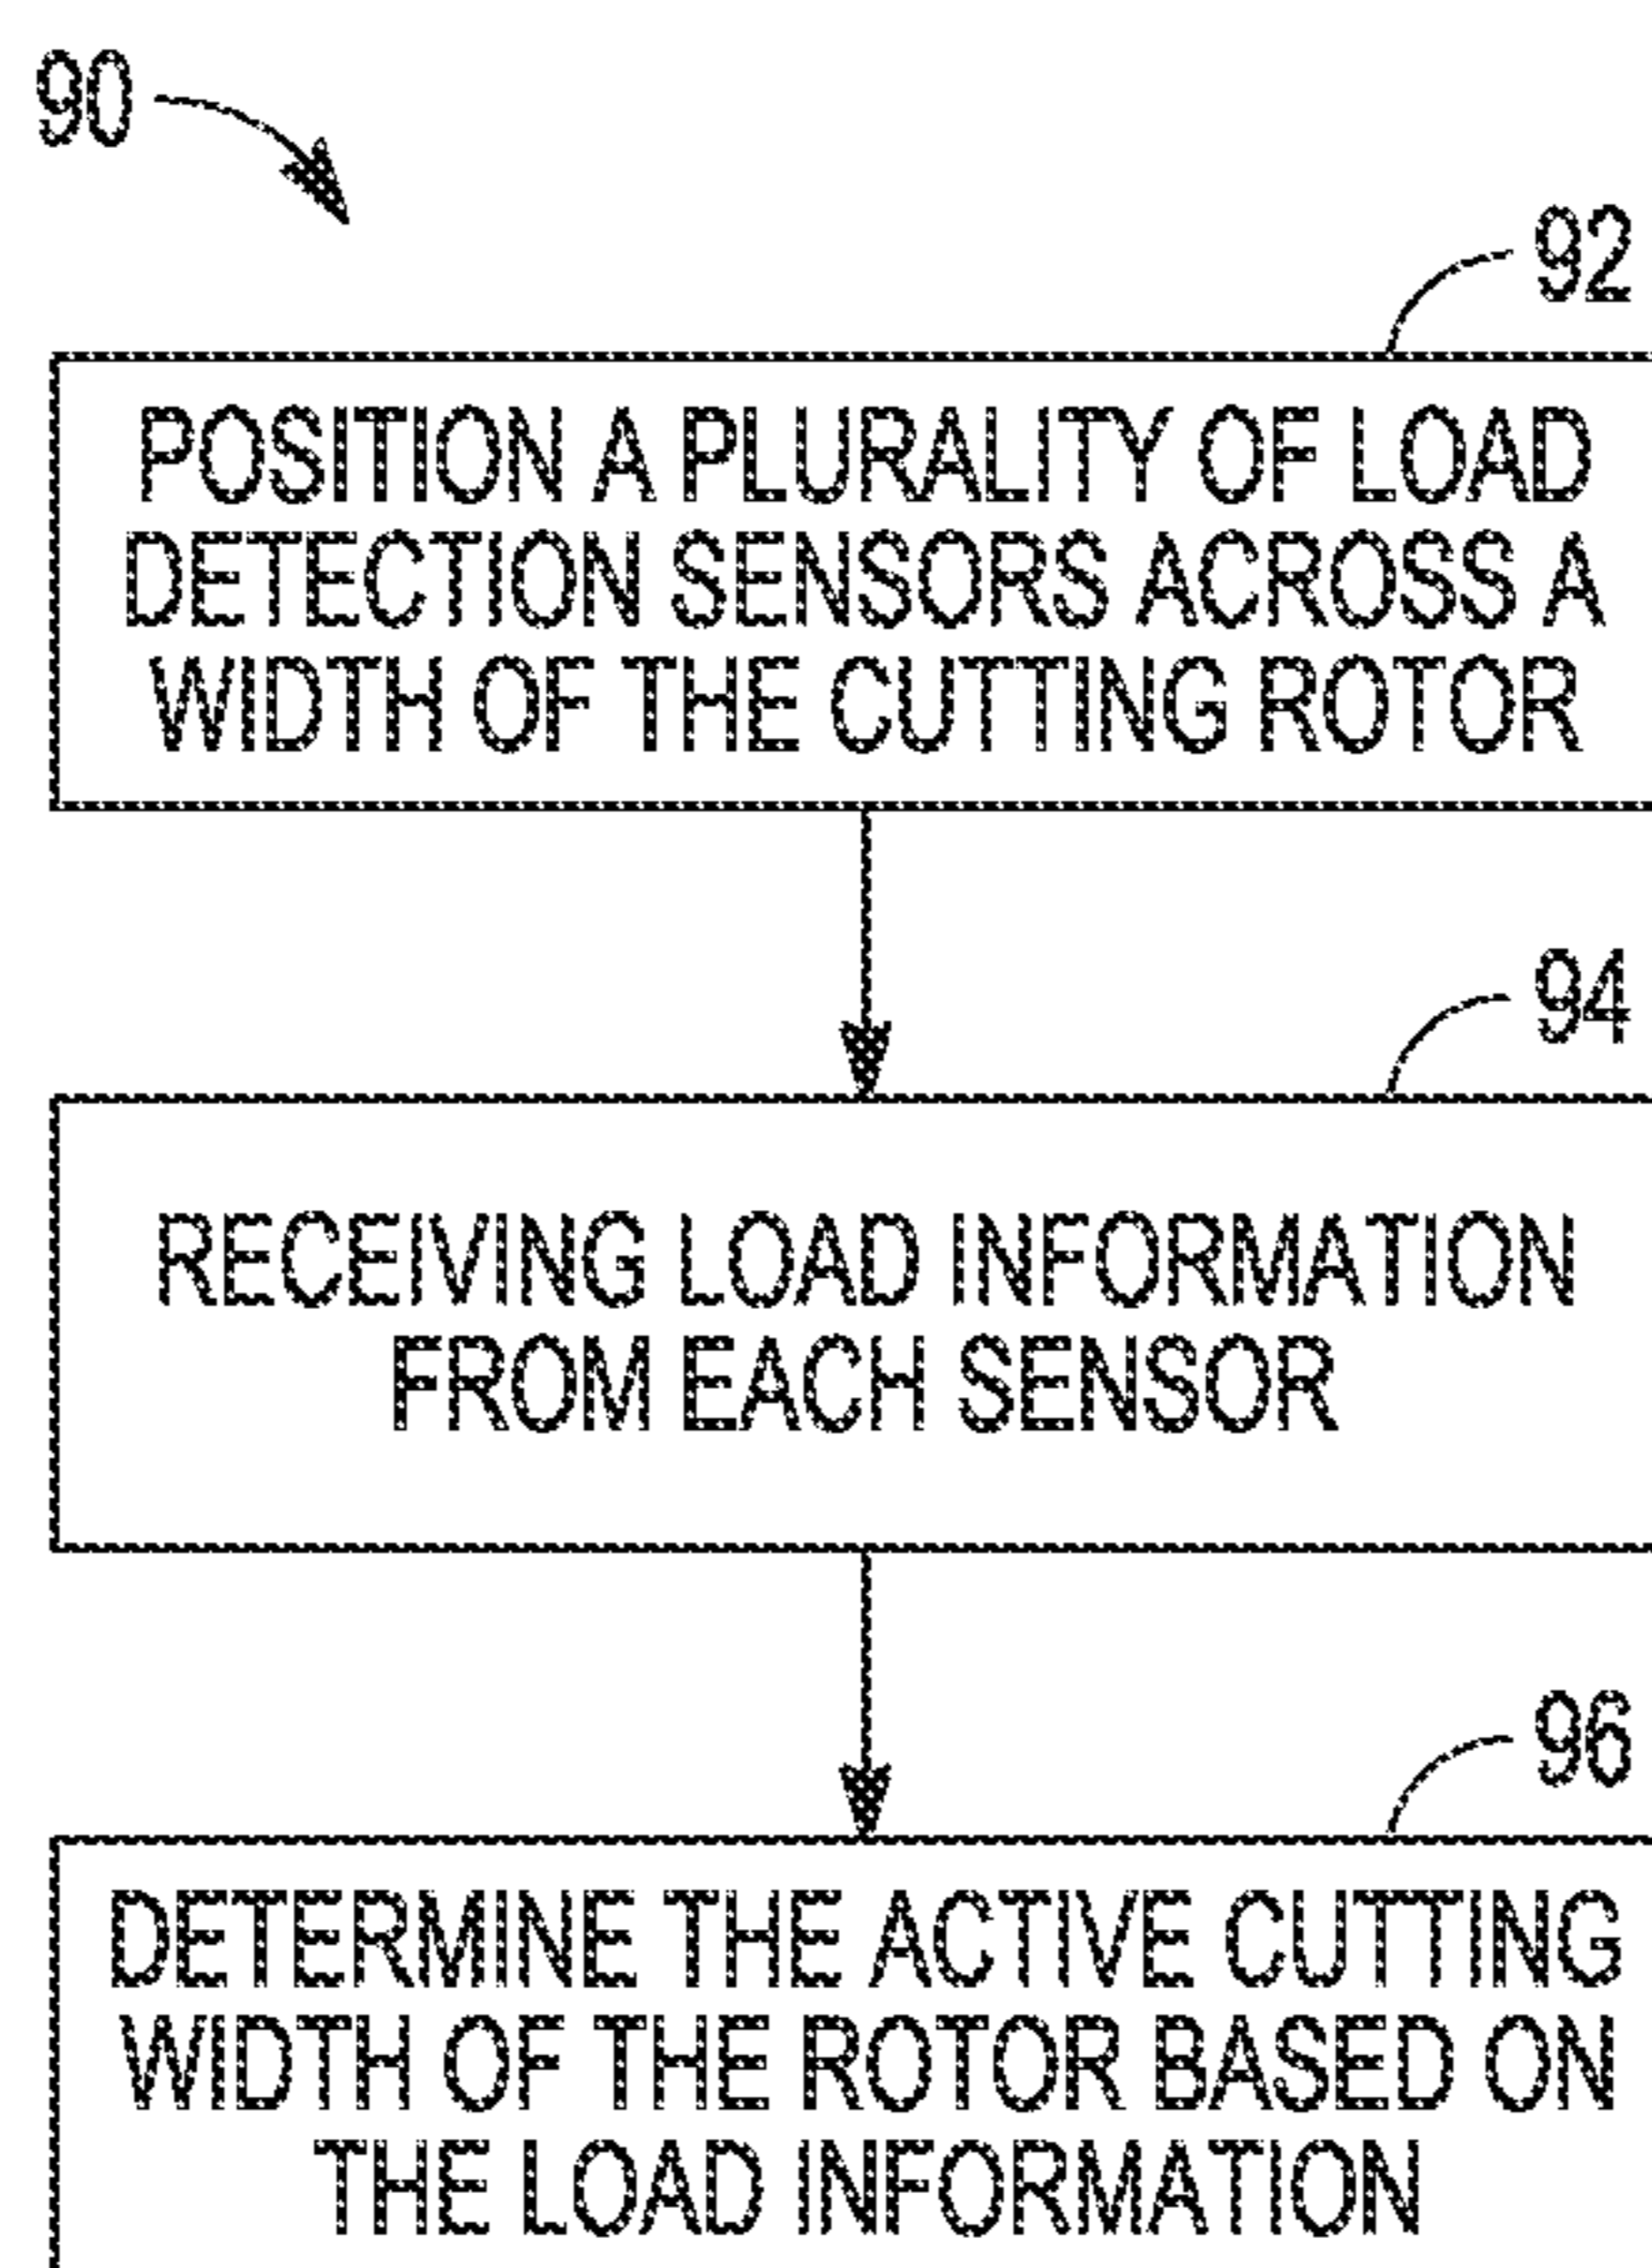 90
92
POSITION A PLURALITY OF LOAD
DETECTION SENSORS ACROSS A
WIDTH OF THE CUTTING ROTOR
94
RECEIVING LOAD INFORMATION
FROM EACH SENSOR
96
DETERMINE THE ACTIVE CUTTING
WIDTH OF THE ROTOR BASED ON
THE LOAD INFORMATION